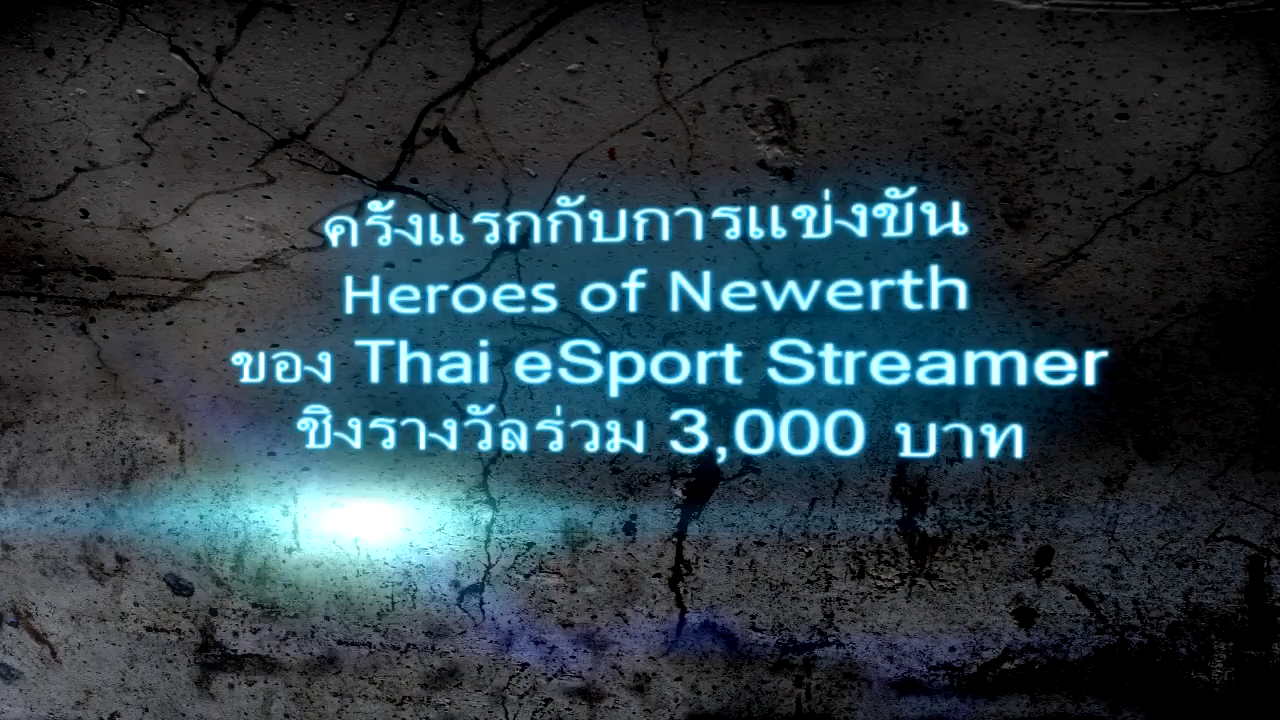 ครั้งแรกกับการแข่งขัน
Heroes of Newerth
ของ Thai eSport Streamer
ชิงรางวัลร่วม 3,000 บาท